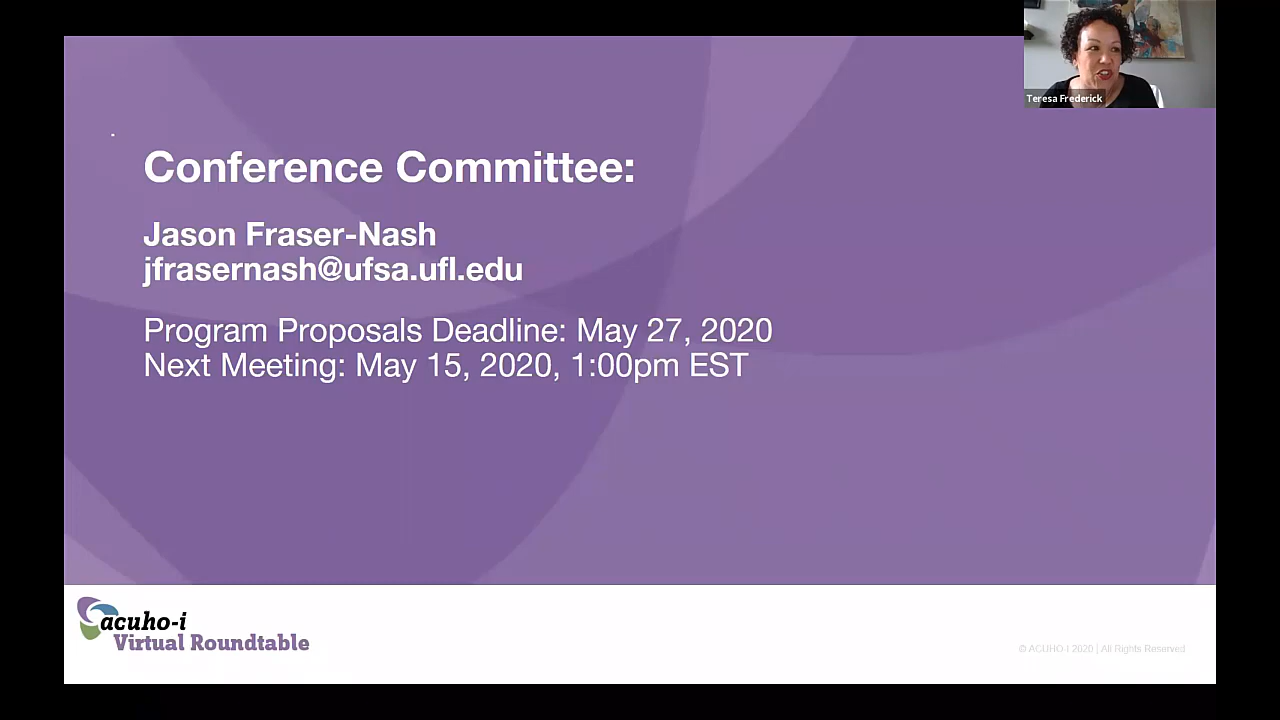 Teresa Frederick
Conference Committee:
Jason Fraser-Nash
jfrasernash@ufsa.ufl.edu
Program Proposals Deadline: May 27, 2020
Next Meeting: May 15, 2020, 1:00pm EST
acuho-i
Virtual Roundtable
© ACUHO-I 2020 | All Rights Reserved